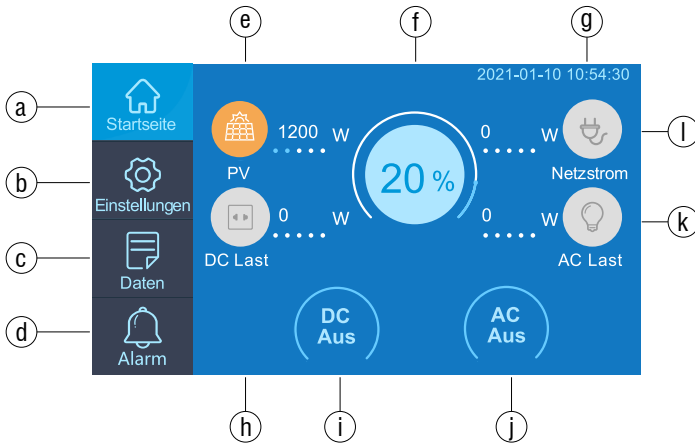 e f g
2021-01-10 10:54:30
a Startseite
1200 W
0 W
l
PV
20 %
Netzstrom
b Einstellungen
0 W
0 W
k
DC Last
AC Last
c Daten
d Alarm
DC
Aus
AC
Aus
h i j